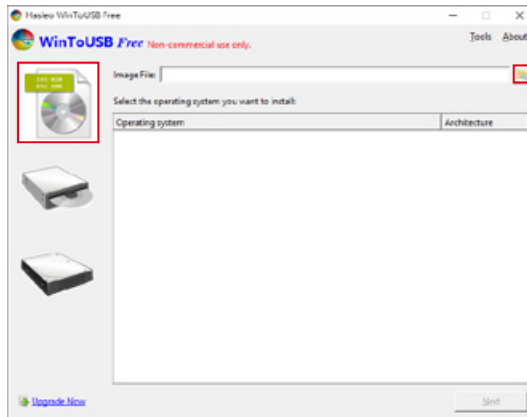 Hasleo WinToUSB Free
WinToUSB Free Non-commercial use only.
Tools About
Image File:
Select the operating system you want to install:
Operating system Architecture
Upgrade Now
Next